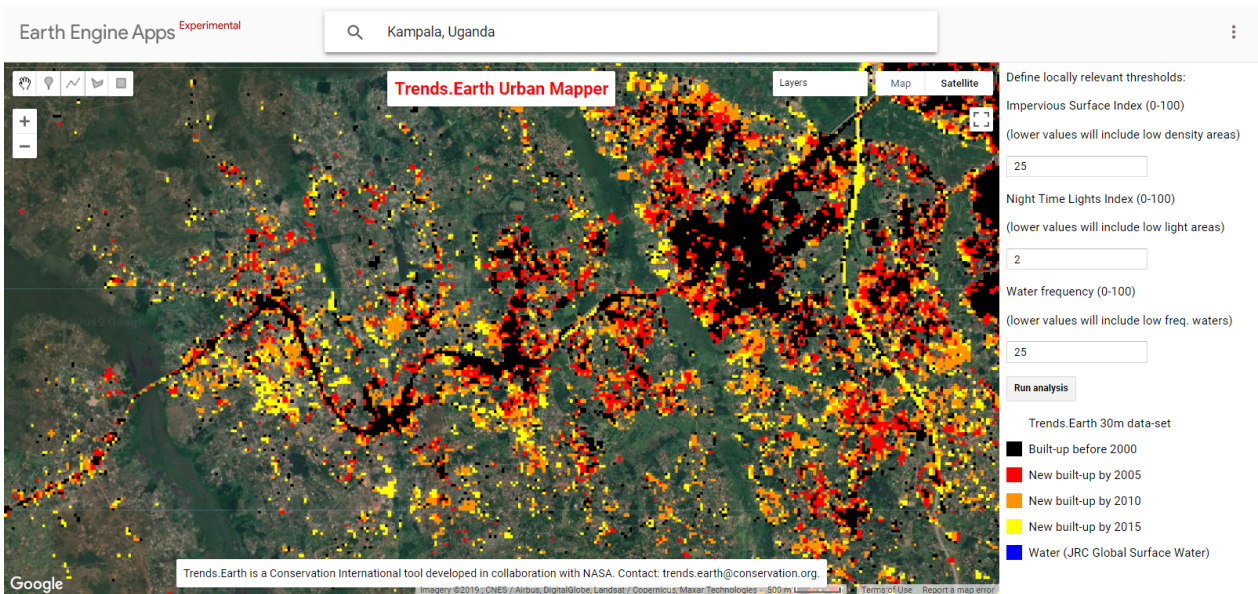 Earth Engine Apps Experimental
Kampala, Uganda
Trends.Earth Urban Mapper
Layers
Map
Satellite
+
−
Define locally relevant thresholds:
Impervious Surface Index (0-100)
(lower values will include low density areas)
25
Night Time Lights Index (0-100)
(lower values will include low light areas)
2
Water frequency (0-100)
(lower values will include low freq. waters)
25
Run analysis
Trends.Earth 30m data-set
Built-up before 2000
New built-up by 2005
New built-up by 2010
New built-up by 2015
Water (JRC Global Surface Water)
Trends.Earth is a Conservation International tool developed in collaboration with NASA. Contact: trends.earth@conservation.org.
Google
Imagery ©2019 , CNES / Airbus, DigitalGlobe, Landsat / Copernicus, Maxar Technologies
500 m
Terms of Use
Report a map error